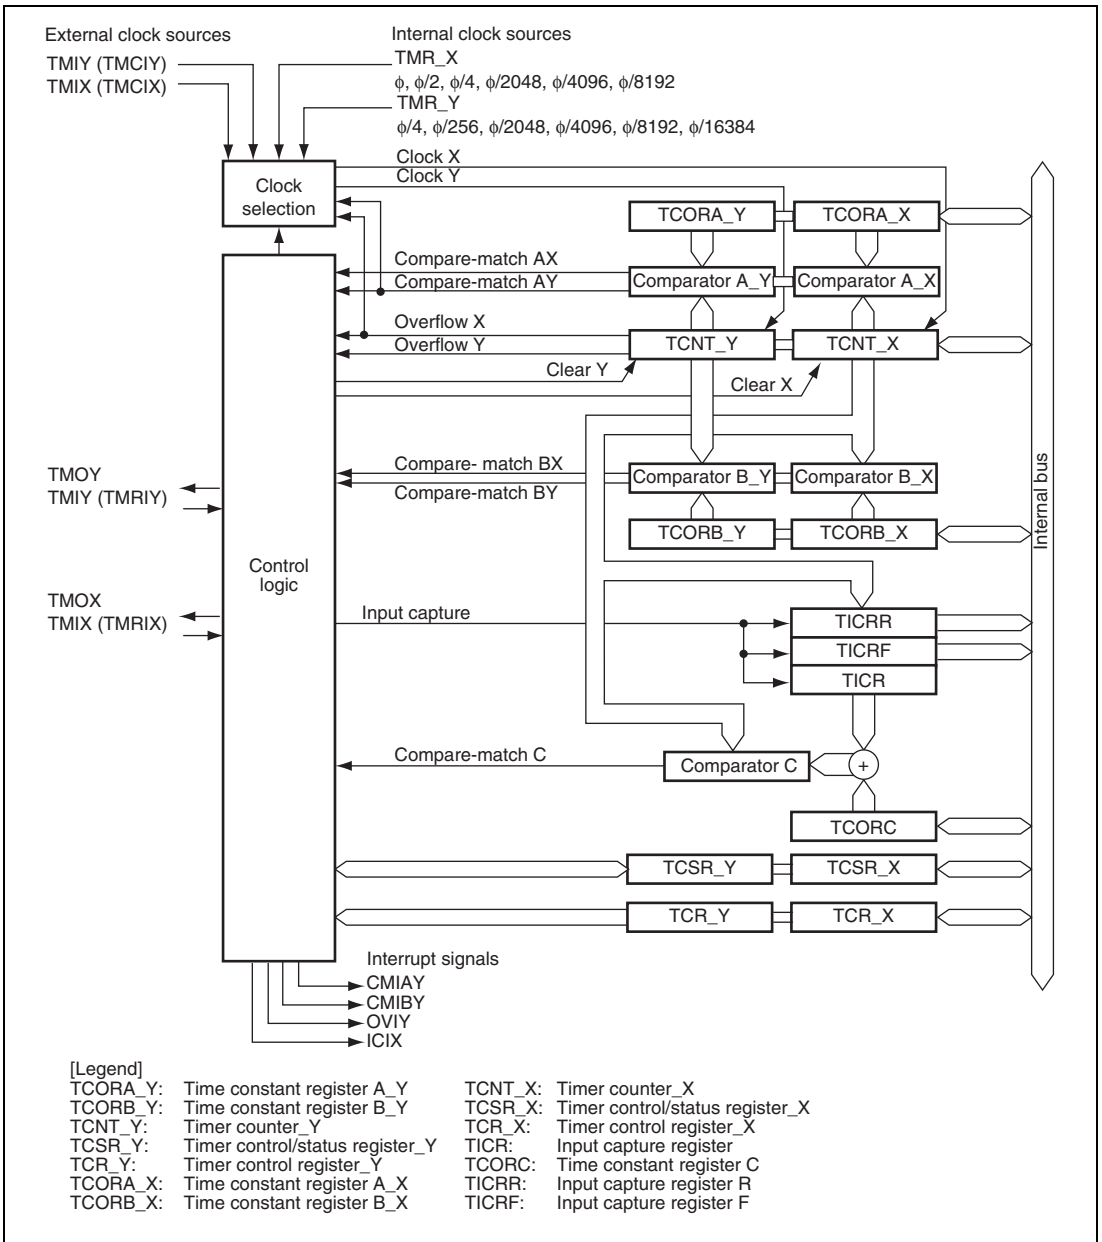 External clock sources
Internal clock sources
TMIY (TMCIY)
TMIX (TMCIX)
TMR_X
ϕ, ϕ/2, ϕ/4, ϕ/2048, ϕ/4096, ϕ/8192
TMR_Y
ϕ/4, ϕ/256, ϕ/2048, ϕ/4096, ϕ/8192, ϕ/16384
Clock X
Clock Y
Clock
selection
TCORA_Y
TCORA_X
Compare-match AX
Compare-match AY
Comparator A_Y
Comparator A_X
Overflow X
Overflow Y
TCNT_Y
TCNT_X
Clear Y
Clear X
Compare- match BX
Compare-match BY
Comparator B_Y
Comparator B_X
TMOY
TMIY (TMRIY)
TCORB_Y
TCORB_X
Internal bus
Control
logic
TMOX
TMIX (TMRIX)
Input capture
TICRR
TICRF
TICR
Compare-match C
Comparator C
+
TCORC
TCSR_Y
TCSR_X
TCR_Y
TCR_X
Interrupt signals
CMIAY
CMIBY
OVIY
ICIX
[Legend]
TCORA_Y: Time constant register A_Y
TCORB_Y: Time constant register B_Y
TCNT_Y: Timer counter_Y
TCSR_Y: Timer control/status register_Y
TCR_Y: Timer control register_Y
TCORA_X: Time constant register A_X
TCORB_X: Time constant register B_X
TCNT_X: Timer counter_X
TCSR_X: Timer control/status register_X
TCR_X: Timer control register_X
TICR: Input capture register
TCORC: Time constant register C
TICRR: Input capture register R
TICRF: Input capture register F